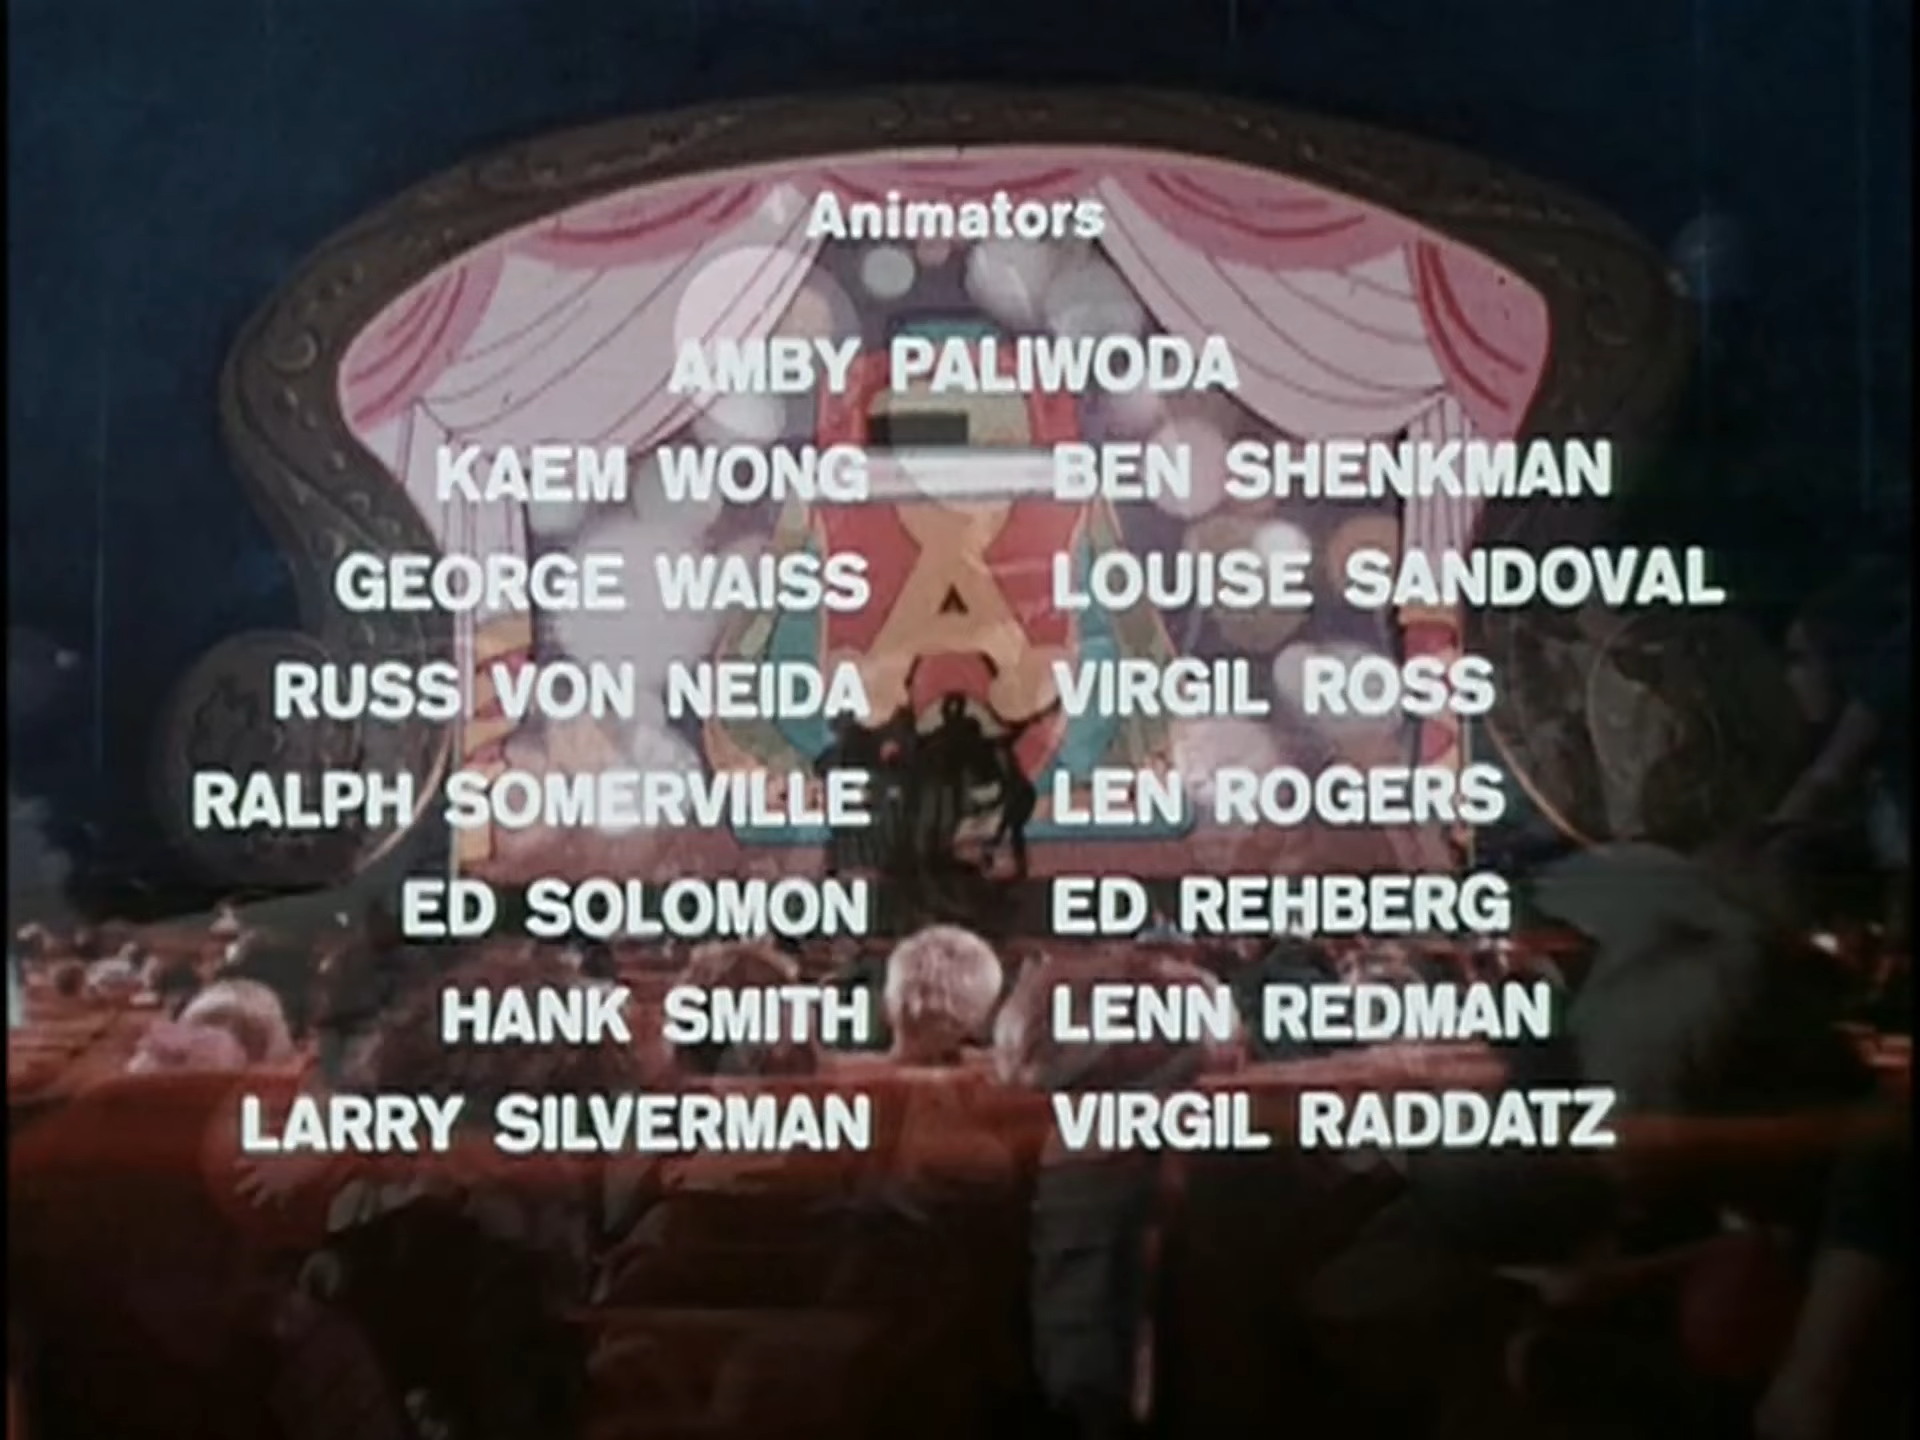 Animators
AMBY PALIWODA
KAEM WONG BEN SHENKMAN
GEORGE WAISS LOUISE SANDOVAL
RUSS VON NEIDA VIRGIL ROSS
RALPH SOMERVILLE LEN ROGERS
ED SOLOMON ED REHBERG
HANK SMITH LENN REDMAN
LARRY SILVERMAN VIRGIL RADDATZ